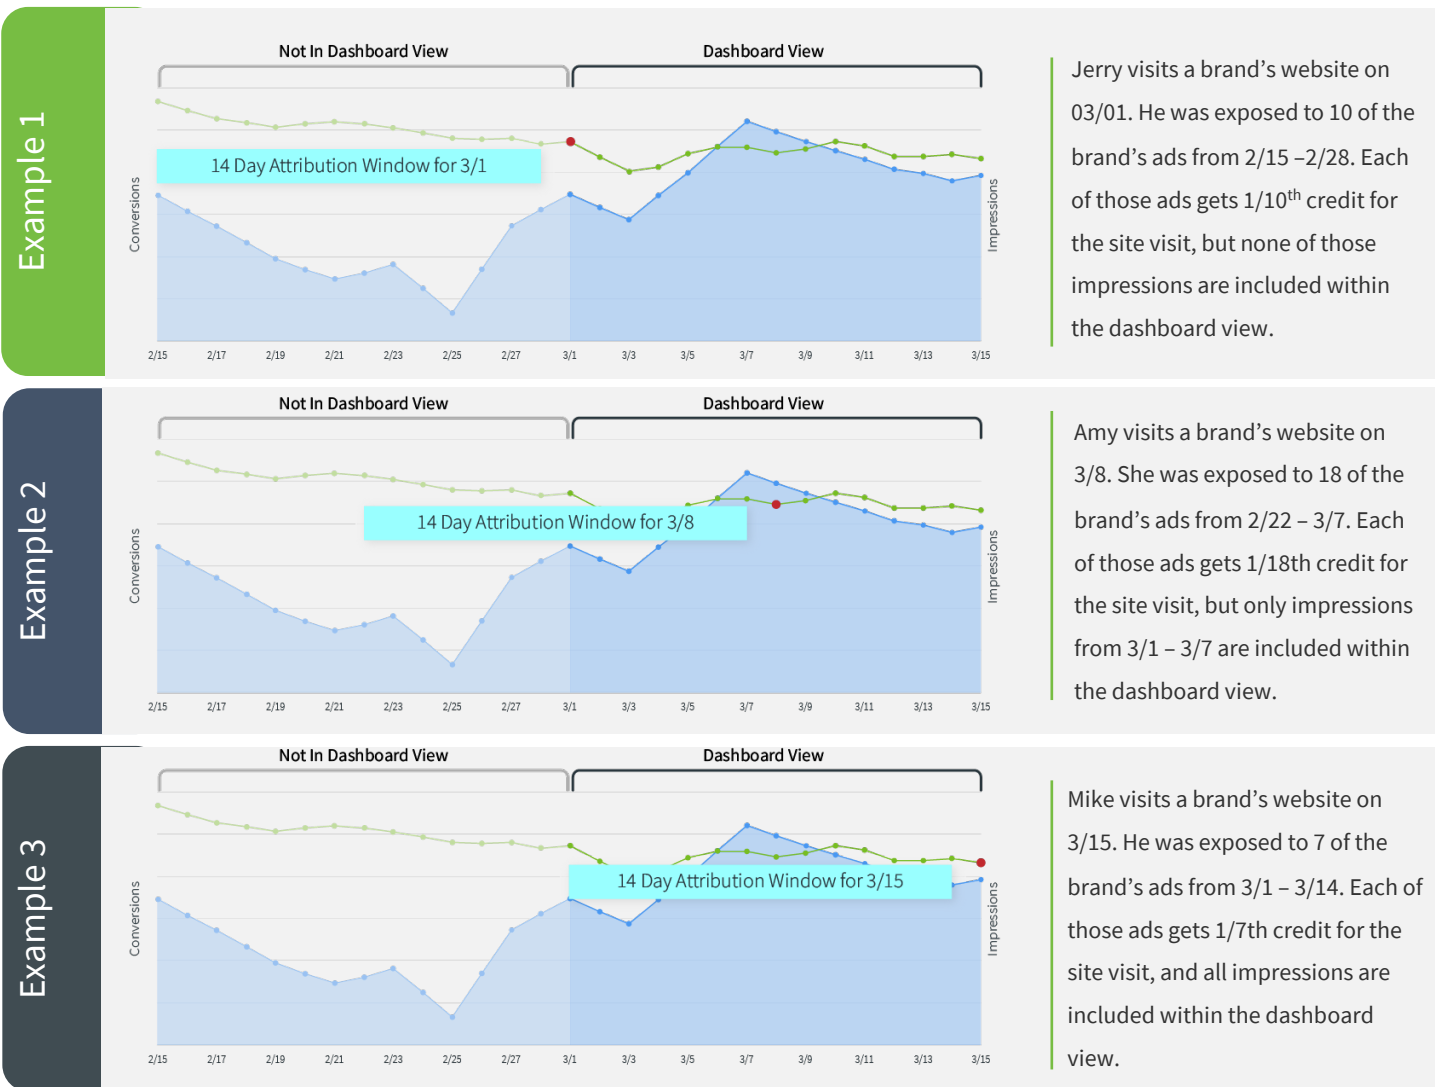 Example 1
Not In Dashboard View
Dashboard View
14 Day Attribution Window for 3/1
Conversions
Impressions
2/15 2/17 2/19 2/21 2/23 2/25 2/27 3/1 3/3 3/5 3/7 3/9 3/11 3/13 3/15
Jerry visits a brand’s website on
03/01. He was exposed to 10 of the
brand’s ads from 2/15 –2/28. Each
of those ads gets 1/10th credit for
the site visit, but none of those
impressions are included within
the dashboard view.
Example 2
Not In Dashboard View
Dashboard View
14 Day Attribution Window for 3/8
Conversions
Impressions
2/15 2/17 2/19 2/21 2/23 2/25 2/27 3/1 3/3 3/5 3/7 3/9 3/11 3/13 3/15
Amy visits a brand’s website on
3/8. She was exposed to 18 of the
brand’s ads from 2/22 – 3/7. Each
of those ads gets 1/18th credit for
the site visit, but only impressions
from 3/1 – 3/7 are included within
the dashboard view.
Example 3
Not In Dashboard View
Dashboard View
14 Day Attribution Window for 3/15
Conversions
Impressions
2/15 2/17 2/19 2/21 2/23 2/25 2/27 3/1 3/3 3/5 3/7 3/9 3/11 3/13 3/15
Mike visits a brand’s website on
3/15. He was exposed to 7 of the
brand’s ads from 3/1 – 3/14. Each of
those ads gets 1/7th credit for the
site visit, and all impressions are
included within the dashboard
view.